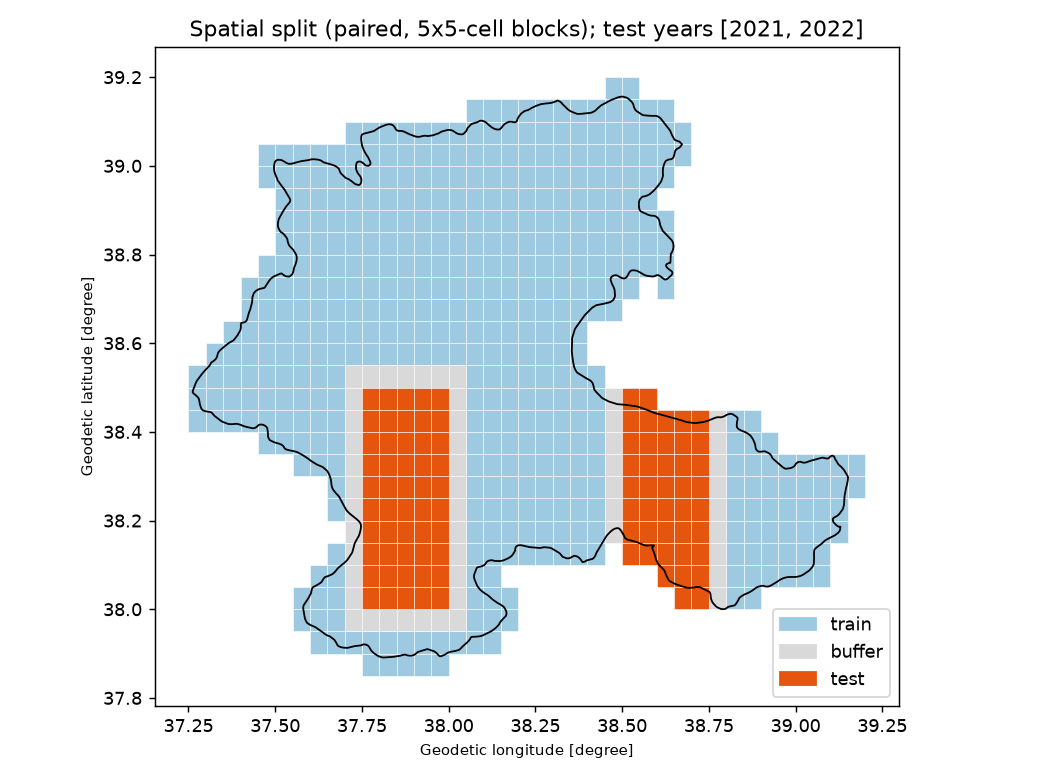 Spatial split (paired, 5x5-cell blocks); test years [2021, 2022]
Geodetic latitude [degree]
39.2
39.0
38.8
38.6
38.4
38.2
38.0
37.8
train
buffer
test
37.25 37.50 37.75 38.00 38.25 38.50 38.75 39.00 39.25
Geodetic longitude [degree]